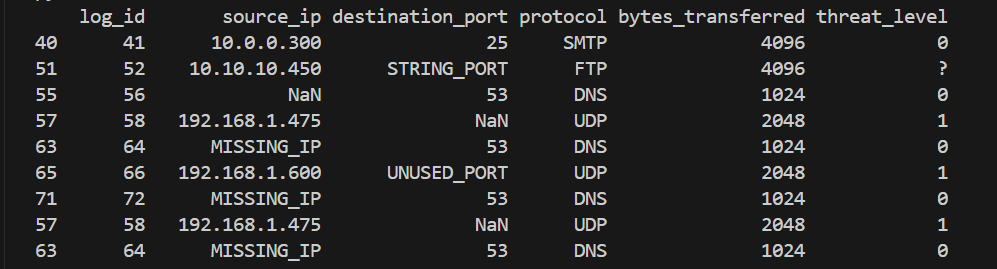 log_id source_ip destination_port protocol bytes_transferred threat_level
40 41 10.0.0.300 25 SMTP 4096 0
51 52 10.10.10.450 STRING_PORT FTP 4096 ?
55 56 NaN 53 DNS 1024 0
57 58 192.168.1.475 NaN UDP 2048 1
63 64 MISSING_IP 53 DNS 1024 0
65 66 192.168.1.600 UNUSED_PORT UDP 2048 1
71 72 MISSING_IP 53 DNS 1024 0
57 58 192.168.1.475 NaN UDP 2048 1
63 64 MISSING_IP 53 DNS 1024 0